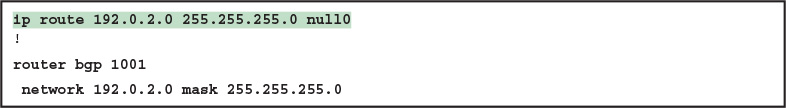 ip route 192.0.2.0 255.255.255.0 null0
!
router bgp 1001
 network 192.0.2.0 mask 255.255.255.0